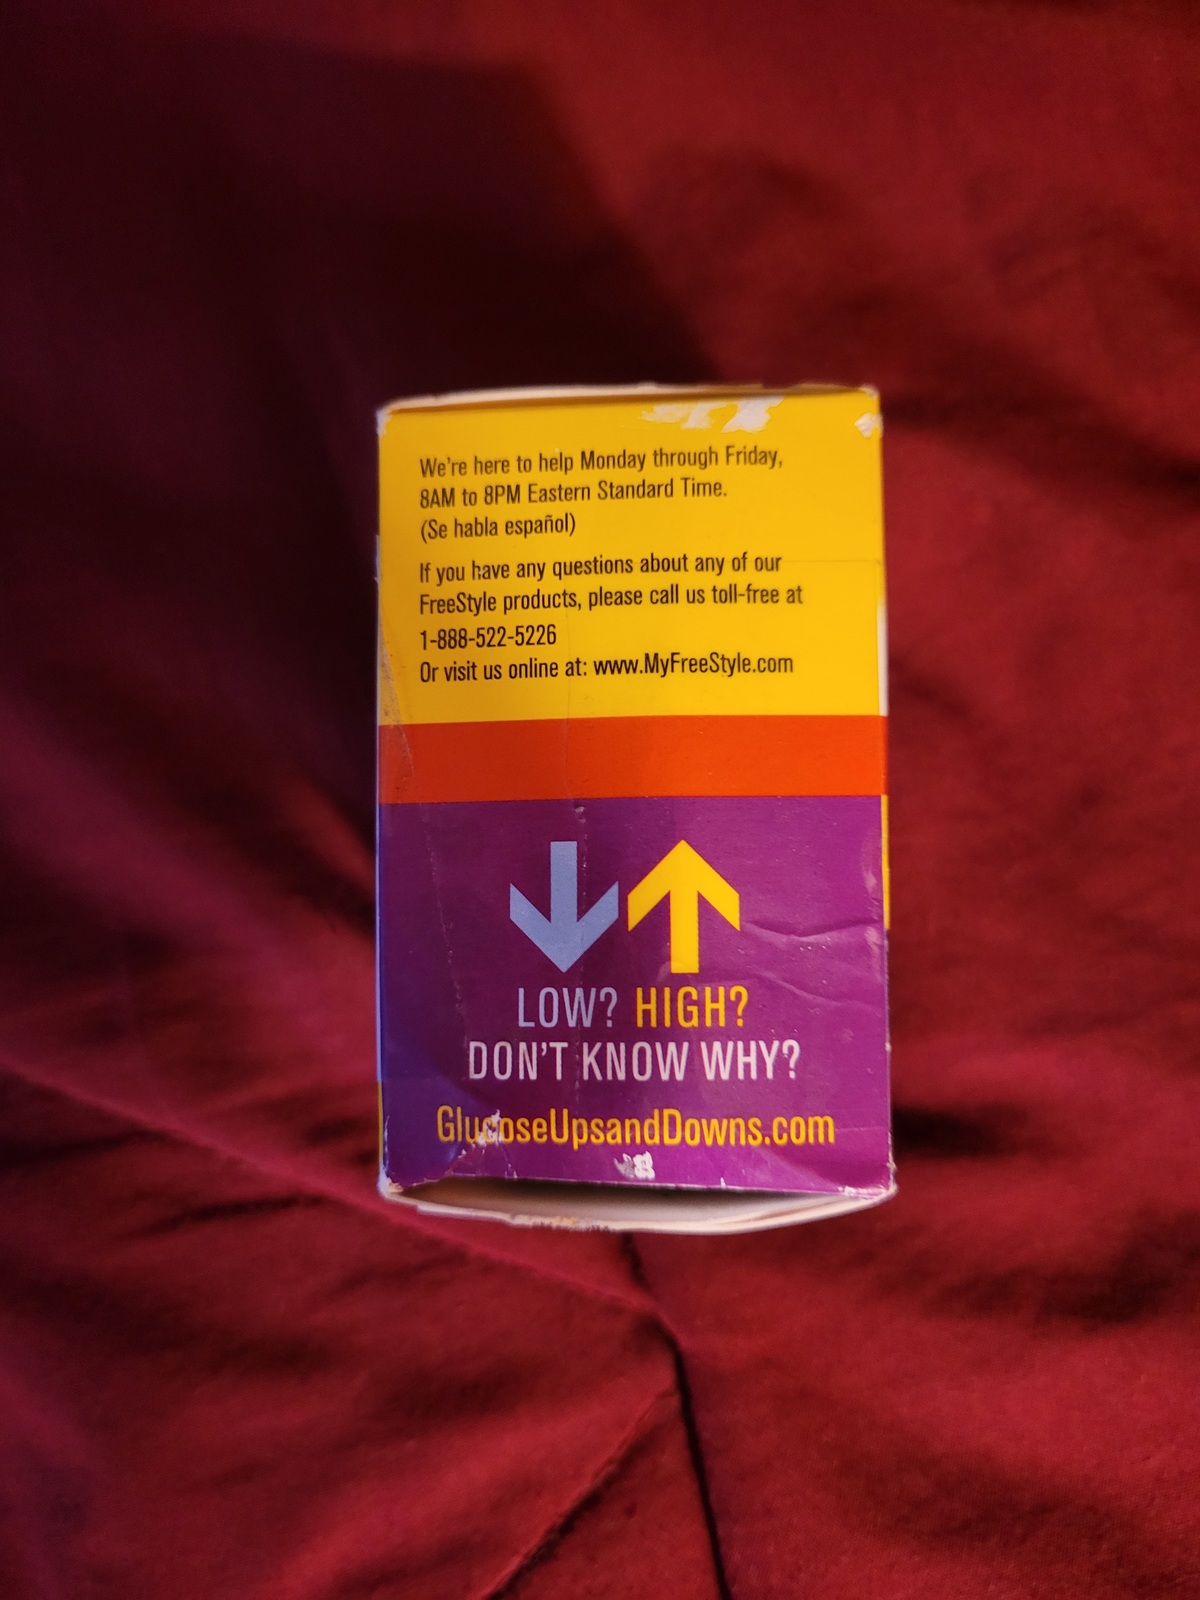 We're here to help Monday through Friday,
8AM to 8PM Eastern Standard Time.
(Se habla español)
If you have any questions about any of our
FreeStyle products, please call us toll-free at
1-888-522-5226
Or visit us online at: www.MyFreeStyle.com
LOW? HIGH?
DON'T KNOW WHY?
GlucoseUpsandDowns.com